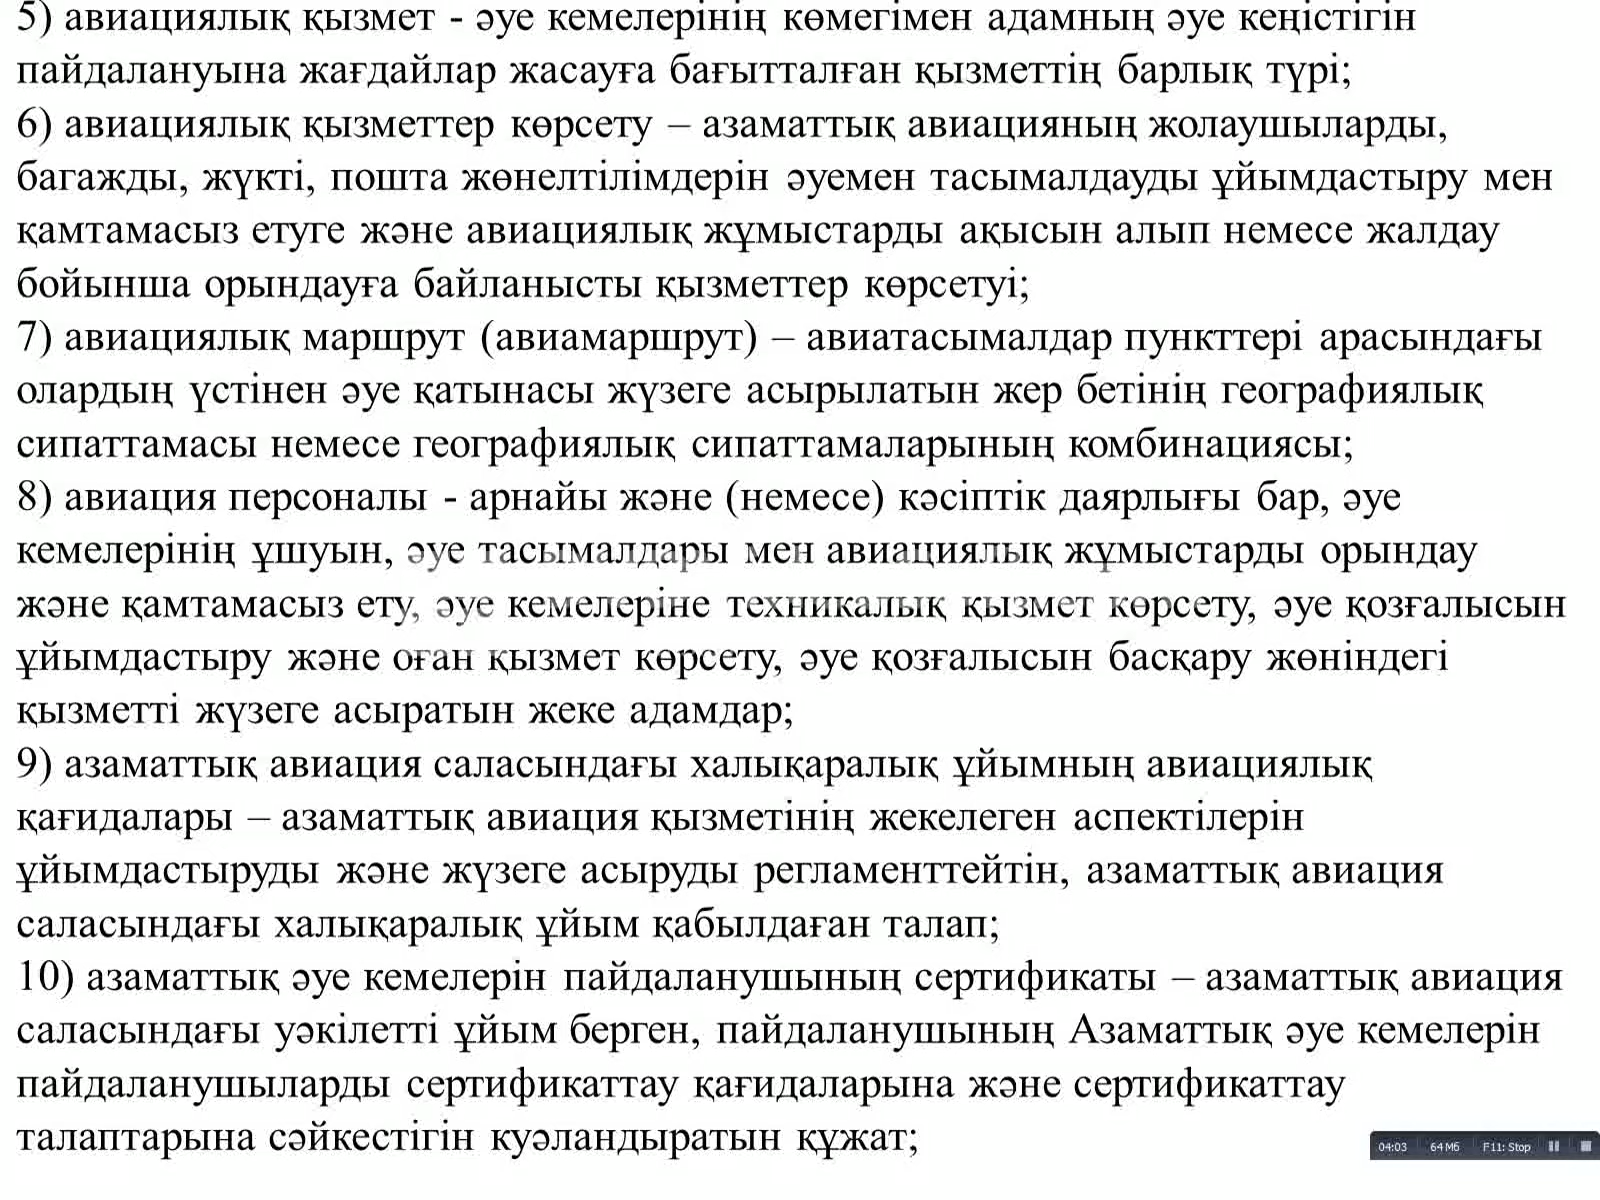 5) авиациялық қызмет - әуе кемелерінің көмегімен адамның әуе кеңістігін
пайдалануына жағдайлар жасауға бағытталған қызметтің барлық түрі;
6) авиациялық қызметтер көрсету – азаматтық авиацияның жолаушыларды,
багажды, жүкті, пошта жөнелтілімдерін әуемен тасымалдауды ұйымдастыру мен
қамтамасыз етуге және авиациялық жұмыстарды ақысын алып немесе жалдау
бойынша орындауға байланысты қызметтер көрсетуі;
7) авиациялық маршрут (авиамаршрут) – авиатасымалдар пункттері арасындағы
олардың үстінен әуе қатынасы жүзеге асырылатын жер бетінің географиялық
сипаттамасы немесе географиялық сипаттамаларының комбинациясы;
8) авиация персоналы - арнайы және (немесе) кәсіптік даярлығы бар, әуе
кемелерінің ұшуын, әуе тасымалдары мен авиациялық жұмыстарды орындау
және қамтамасыз ету, әуе кемелеріне техникалық қызмет көрсету, әуе қозғалысын
ұйымдастыру және оған қызмет көрсету, әуе қозғалысын басқару жөніндегі
қызметті жүзеге асыратын жеке адамдар;
9) азаматтық авиация саласындағы халықаралық ұйымның авиациялық
қағидалары – азаматтық авиация қызметінің жекелеген аспектілерін
ұйымдастыруды және жүзеге асыруды регламенттейтін, азаматтық авиация
саласындағы халықаралық ұйым қабылдаған талап;
10) азаматтық әуе кемелерін пайдаланушының сертификаты – азаматтық авиация
саласындағы уәкілетті ұйым берген, пайдаланушының Азаматтық әуе кемелерін
пайдаланушыларды сертификаттау қағидаларына және сертификаттау
талаптарына сәйкестігін куәландыратын құжат;
04:03 64 Мб F11: Stop